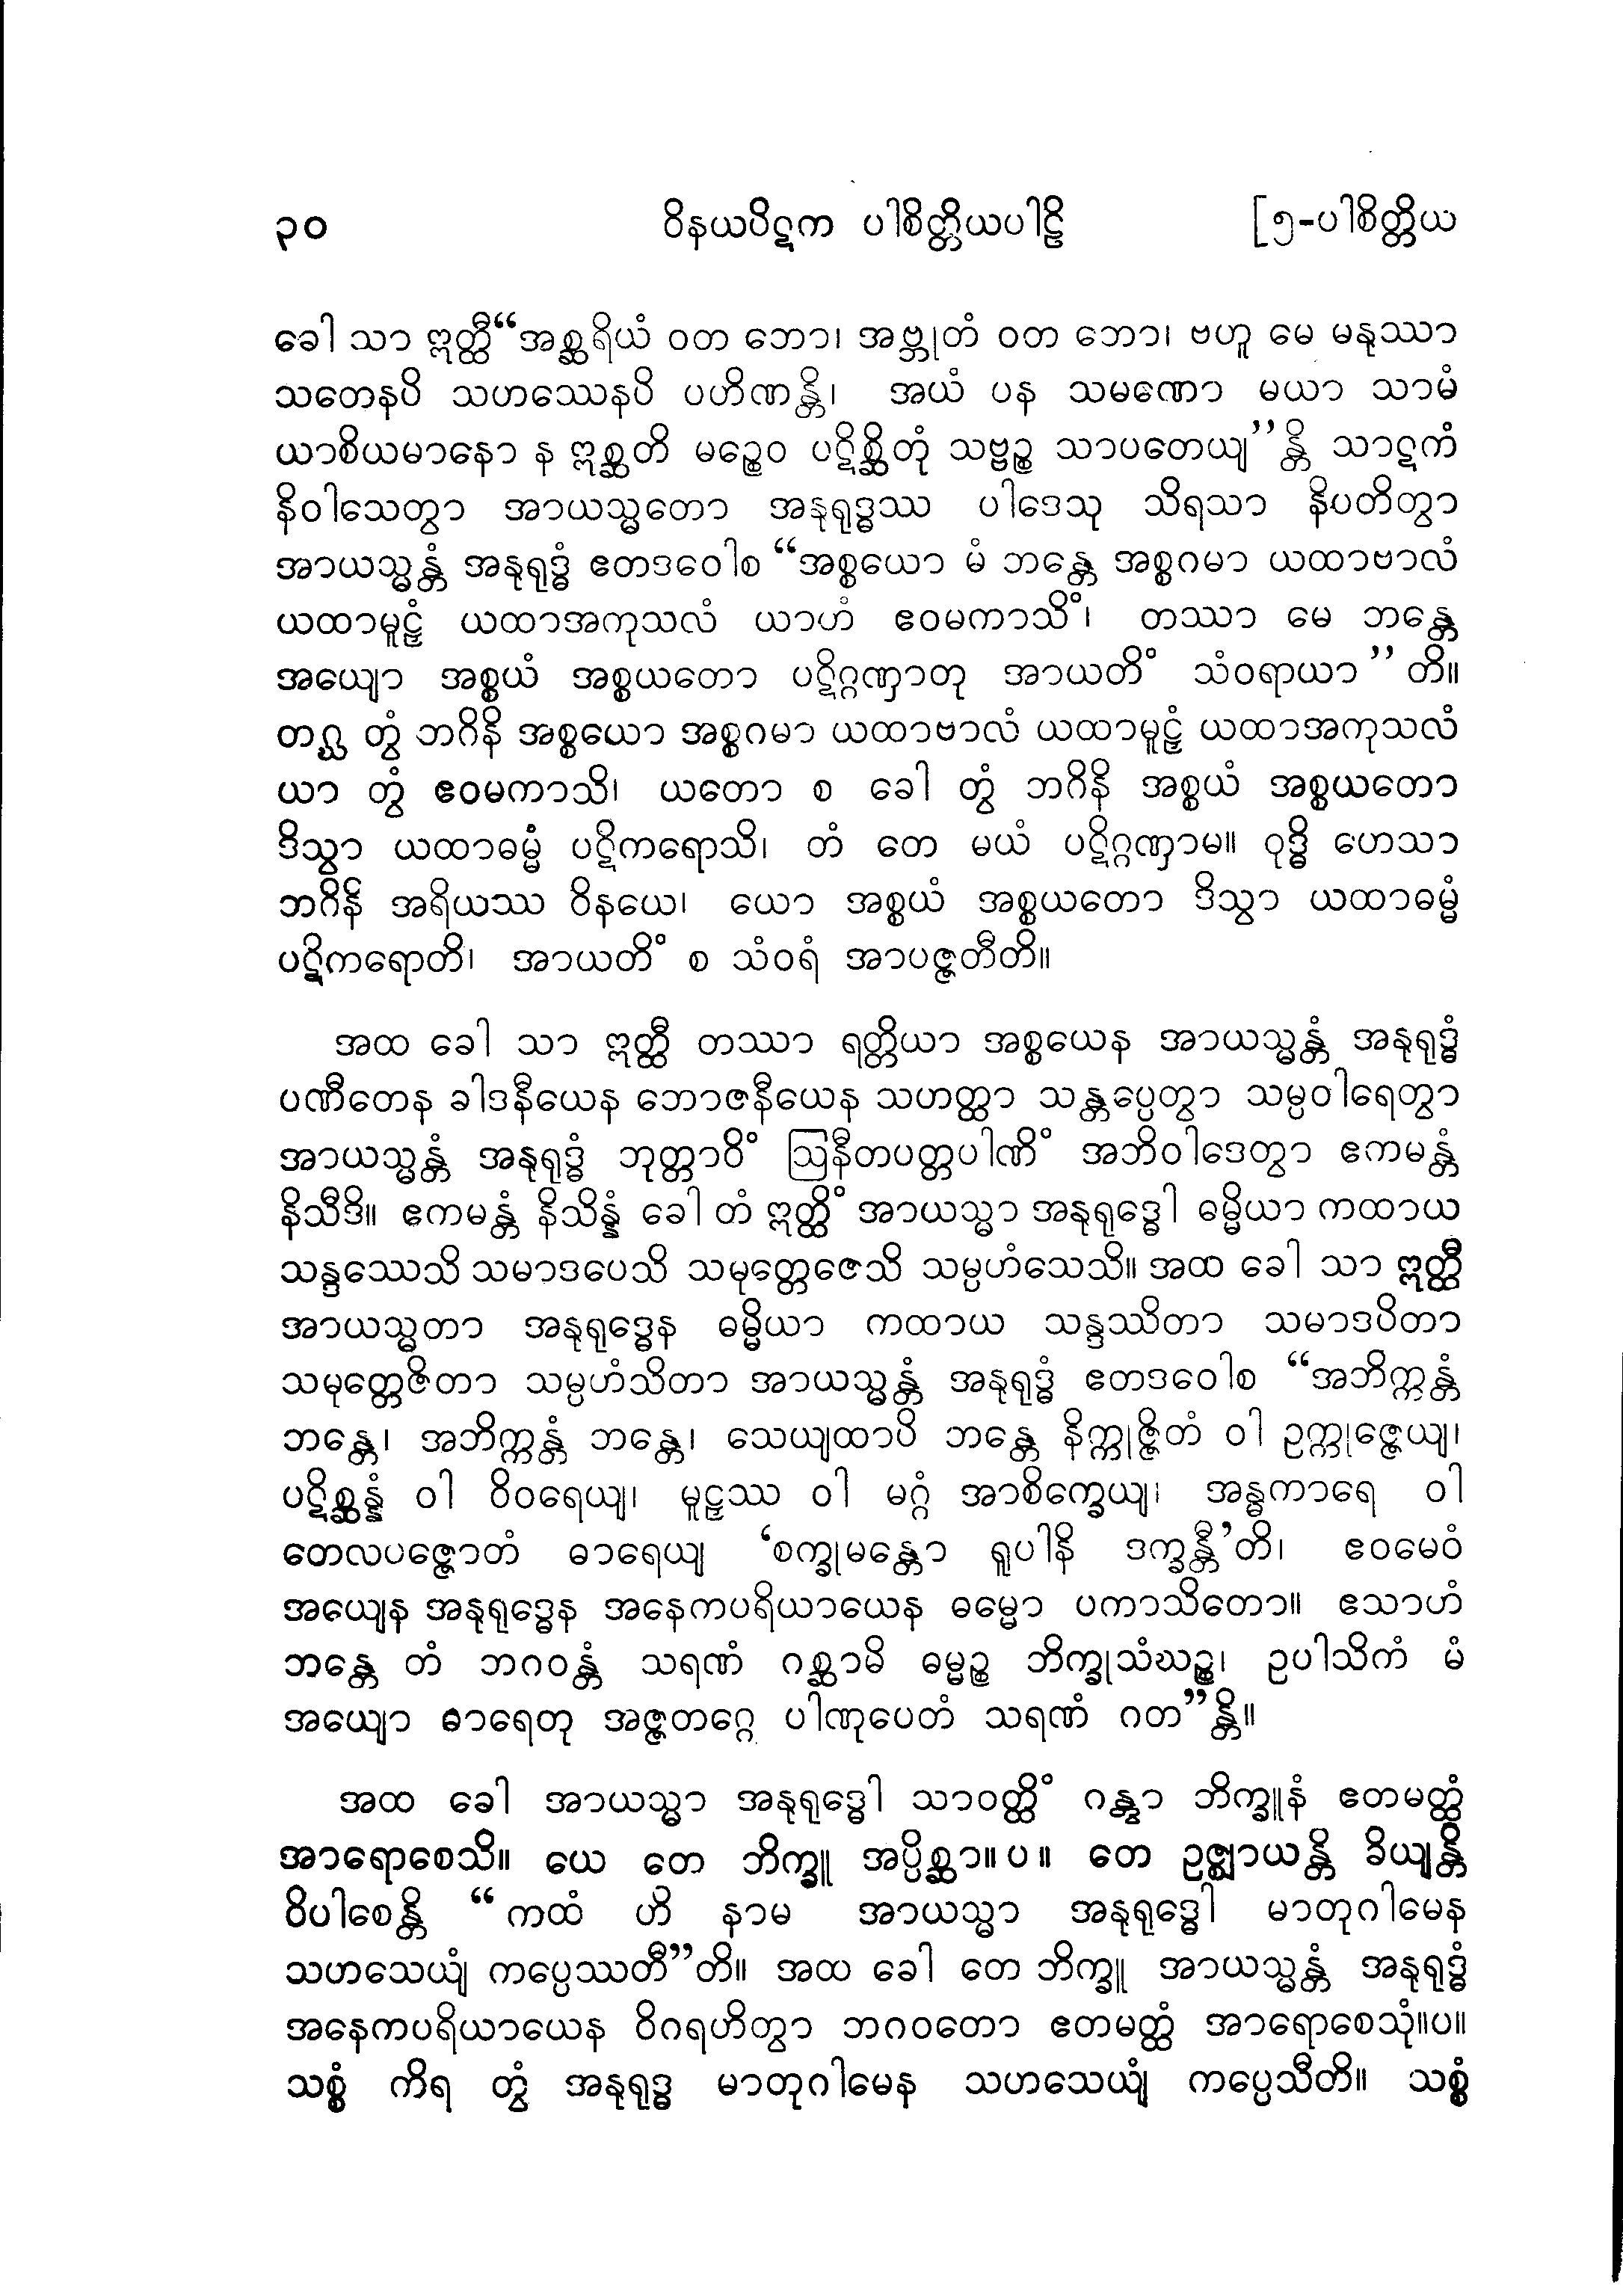 ၃၀ ဝိနယပိဋက ပါစိတ္တိယပါဠိ [၅-ပါစိတ္တိယ
ခေါ သာ ဣတ္ထီ “အစ္ဆရိယံ ဝတ ဘော၊ အဗ္ဘုတံ ဝတ ဘော၊ ဗဟူ မေ မနုဿာ
သတေနပိ သဟဿေနပိ ပဟိဏန္တိ၊ အယံ ပန သမဏော မယာ သာမံ
ယာစိယမာနော န ဣစ္ဆတိ မဉ္စေဝ ပဋိစ္ဆိတုံ သဗ္ဗဉ္စ သာပတေယျ”န္တိ သာဋကံ
နိဝါသေတွာ အာယသ္မတော အနုရုဒ္ဓဿ ပါဒေသု သိရသာ နိပတိတွာ
အာယသ္မန္တံ အနုရုဒ္ဓံ ဧတဒဝေါစ “အစ္စယော မံ ဘန္တေ အစ္စဂမာ ယထာဗာလံ
ယထာမူဠှံ ယထာအကုသလံ ယာဟံ ဧဝမကာသိံ၊ တဿာ မေ ဘန္တေ
အယျော အစ္စယံ အစ္စယတော ပဋိဂ္ဂဏှာတု အာယတိံ သံဝရာယာ”တိ။
တဂ္ဃ တွံ ဘဂိနိ အစ္စယော အစ္စဂမာ ယထာဗာလံ ယထာမူဠှံ ယထာအကုသလံ
ယာ တွံ ဧဝမကာသိ၊ ယတော စ ခေါ တွံ ဘဂိနိ အစ္စယံ အစ္စယတော
ဒိသွာ ယထာဓမ္မံ ပဋိကရောသိ၊ တံ တေ မယံ ပဋိဂ္ဂဏှာမ။ ဝုဒ္ဓိ ဟေသာ
ဘဂိနိ အရိယဿ ဝိနယေ၊ ယော အစ္စယံ အစ္စယတော ဒိသွာ ယထာဓမ္မံ
ပဋိကရောတိ၊ အာယတိံ စ သံဝရံ အာပဇ္ဇတီတိ။
အထ ခေါ သာ ဣတ္ထီ တဿာ ရတ္တိယာ အစ္စယေန အာယသ္မန္တံ အနုရုဒ္ဓံ
ပဏီတေန ခါဒနီယေန ဘောဇနီယေန သဟတ္ထာ သန္တပ္ပေတွာ သမ္ပဝါရေတွာ
အာယသ္မန္တံ အနုရုဒ္ဓံ ဘုတ္တာဝိံ ဩနီတပတ္တပါဏိံ အဘိဝါဒေတွာ ဧကမန္တံ
နိသီဒိ။ ဧကမန္တံ နိသိန္နံ ခေါ တံ ဣတ္ထိံ အာယသ္မာ အနုရုဒ္ဓေါ ဓမ္မိယာ ကထာယ
သန္ဒဿေသိ သမာဒပေသိ သမုတ္တေဇေသိ သမ္ပဟံသေသိ။ အထ ခေါ သာ ဣတ္ထီ
အာယသ္မတာ အနုရုဒ္ဓေန ဓမ္မိယာ ကထာယ သန္ဒဿိတာ သမာဒပိတာ
သမုတ္တေဇိတာ သမ္ပဟံသိတာ အာယသ္မန္တံ အနုရုဒ္ဓံ ဧတဒဝေါစ “အဘိက္ကန္တံ
ဘန္တေ၊ အဘိက္ကန္တံ ဘန္တေ၊ သေယျထာပိ ဘန္တေ နိက္ကုဇ္ဇိတံ ဝါ ဥက္ကုဇ္ဇေယျ၊
ပဋိစ္ဆန္နံ ဝါ ဝိဝရေယျ၊ မူဠှဿ ဝါ မဂ္ဂံ အာစိက္ခေယျ၊ အန္ဓကာရေ ဝါ
တေလပဇ္ဇောတံ ဓာရေယျ ‘စက္ခုမန္တော ရူပါနိ ဒက္ခန္တီ’တိ၊ ဧဝမေဝံ
အယျေန အနုရုဒ္ဓေန အနေကပရိယာယေန ဓမ္မော ပကာသိတော။ ဧသာဟံ
ဘန္တေ တံ ဘဂဝန္တံ သရဏံ ဂစ္ဆာမိ ဓမ္မဉ္စ ဘိက္ခုသံဃဉ္စ၊ ဥပါသိကံ မံ
အယျော ဓာရေတု အဇ္ဇတဂ္ဂေ ပါဏုပေတံ သရဏံ ဂတ”န္တိ။
အထ ခေါ အာယသ္မာ အနုရုဒ္ဓေါ သာဝတ္ထိံ ဂန္တွာ ဘိက္ခူနံ ဧတမတ္ထံ
အာရောစေသိ။ ယေ တေ ဘိက္ခူ အပ္ပိစ္ဆာ။ပ။ တေ ဥဇ္ဈာယန္တိ ခိယျန္တိ
ဝိပါစေန္တိ “ကထံ ဟိ နာမ အာယသ္မာ အနုရုဒ္ဓေါ မာတုဂါမေန
သဟသေယျံ ကပ္ပေဿတီ”တိ။ အထ ခေါ တေ ဘိက္ခူ အာယသ္မန္တံ အနုရုဒ္ဓံ
အနေကပရိယာယေန ဝိဂရဟိတွာ ဘဂဝတော ဧတမတ္ထံ အာရောစေသုံ။ပ။
သစ္စံ ကိရ တွံ အနုရုဒ္ဓ မာတုဂါမေန သဟသေယျံ ကပ္ပေသီတိ။ သစ္စံ